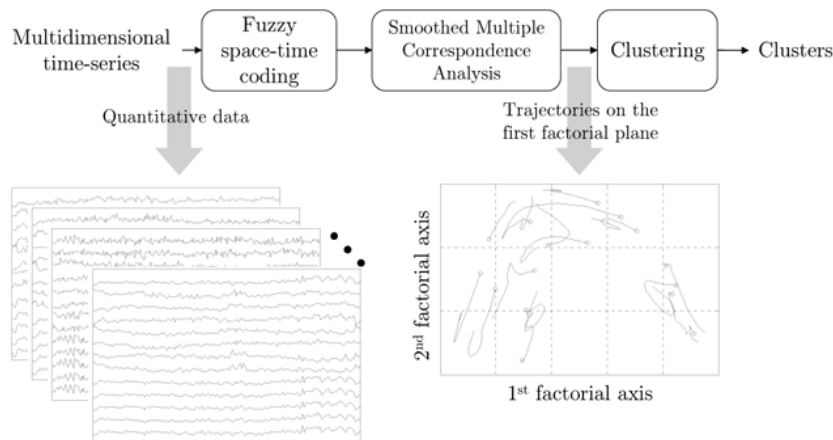 Multidimensional
time-series
Fuzzy
space-time
coding
Smoothed Multiple
Correspondence
Analysis
Clustering
Clusters
Quantitative data
Trajectories on the
first factorial plane
2nd factorial axis
1st factorial axis